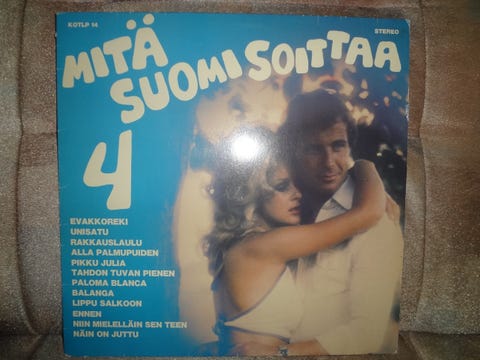 KOTLP 14
STEREO
MITÄ
SUOMI SOITTAA
4
EVAKKOREKI
UNISATU
RAKKAUSLAULU
ALLA PALMUPUIDEN
PIKKU JULIA
TAHDON TUVAN PIENEN
PALOMA BLANCA
BALANGA
LIPPU SALKOON
ENNEN
NIIN MIELELLÄIN SEN TEEN
NÄIN ON JUTTU